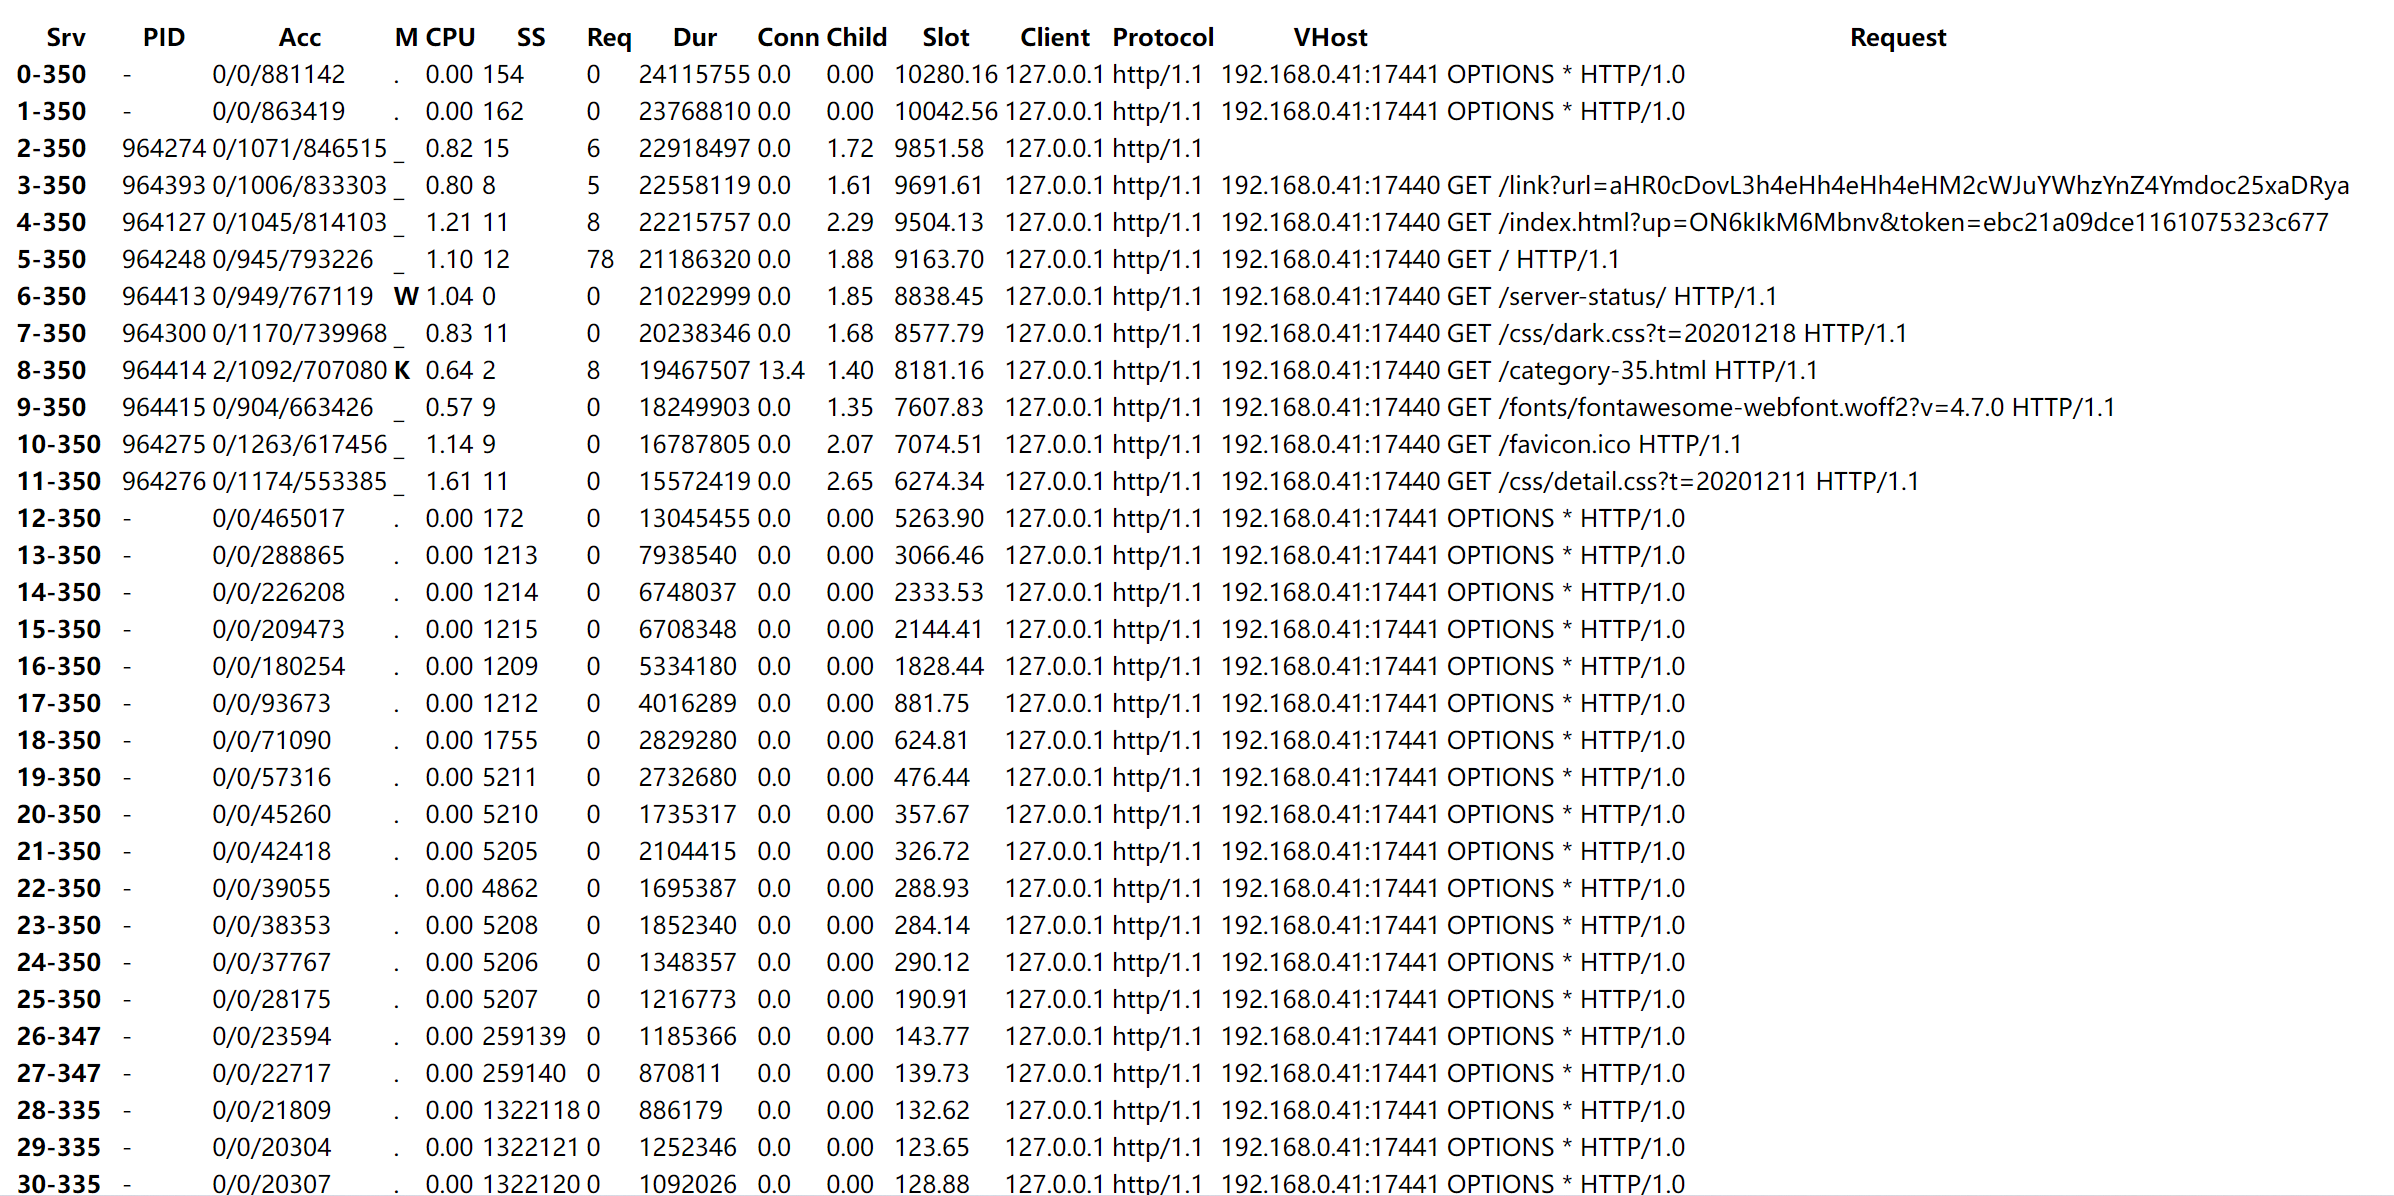 Srv PID Acc M CPU SS Req Dur Conn Child Slot Client Protocol VHost Request
0-350 - 0/0/881142 . 0.00 154 0 24115755 0.0 0.00 10280.16 127.0.0.1 http/1.1 192.168.0.41:17441 OPTIONS * HTTP/1.0
1-350 - 0/0/863419 . 0.00 162 0 23768810 0.0 0.00 10042.56 127.0.0.1 http/1.1 192.168.0.41:17441 OPTIONS * HTTP/1.0
2-350 964274 0/1071/846515 _ 0.82 15 6 22918497 0.0 1.72 9851.58 127.0.0.1 http/1.1
3-350 964393 0/1006/833303 _ 0.80 8 5 22558119 0.0 1.61 9691.61 127.0.0.1 http/1.1 192.168.0.41:17440 GET /link?url=aHR0cDovL3h4eHh4eHh4eHM2cWJuYWhzYnZ4Ymdoc25xaDRya
4-350 964127 0/1045/814103 _ 1.21 11 8 22215757 0.0 2.29 9504.13 127.0.0.1 http/1.1 192.168.0.41:17440 GET /index.html?up=ON6kIkM6Mbnv&token=ebc21a09dce1161075323c677
5-350 964248 0/945/793226 _ 1.10 12 78 21186320 0.0 1.88 9163.70 127.0.0.1 http/1.1 192.168.0.41:17440 GET / HTTP/1.1
6-350 964413 0/949/767119 W 1.04 0 0 21022999 0.0 1.85 8838.45 127.0.0.1 http/1.1 192.168.0.41:17440 GET /server-status/ HTTP/1.1
7-350 964300 0/1170/739968 _ 0.83 11 0 20238346 0.0 1.68 8577.79 127.0.0.1 http/1.1 192.168.0.41:17440 GET /css/dark.css?t=20201218 HTTP/1.1
8-350 964414 2/1092/707080 K 0.64 2 8 19467507 13.4 1.40 8181.16 127.0.0.1 http/1.1 192.168.0.41:17440 GET /category-35.html HTTP/1.1
9-350 964415 0/904/663426 _ 0.57 9 0 18249903 0.0 1.35 7607.83 127.0.0.1 http/1.1 192.168.0.41:17440 GET /fonts/fontawesome-webfont.woff2?v=4.7.0 HTTP/1.1
10-350 964275 0/1263/617456 _ 1.14 9 0 16787805 0.0 2.07 7074.51 127.0.0.1 http/1.1 192.168.0.41:17440 GET /favicon.ico HTTP/1.1
11-350 964276 0/1174/553385 _ 1.61 11 0 15572419 0.0 2.65 6274.34 127.0.0.1 http/1.1 192.168.0.41:17440 GET /css/detail.css?t=20201211 HTTP/1.1
12-350 - 0/0/465017 . 0.00 172 0 13045455 0.0 0.00 5263.90 127.0.0.1 http/1.1 192.168.0.41:17441 OPTIONS * HTTP/1.0
13-350 - 0/0/288865 . 0.00 1213 0 7938540 0.0 0.00 3066.46 127.0.0.1 http/1.1 192.168.0.41:17441 OPTIONS * HTTP/1.0
14-350 - 0/0/226208 . 0.00 1214 0 6748037 0.0 0.00 2333.53 127.0.0.1 http/1.1 192.168.0.41:17441 OPTIONS * HTTP/1.0
15-350 - 0/0/209473 . 0.00 1215 0 6708348 0.0 0.00 2144.41 127.0.0.1 http/1.1 192.168.0.41:17441 OPTIONS * HTTP/1.0
16-350 - 0/0/180254 . 0.00 1209 0 5334180 0.0 0.00 1828.44 127.0.0.1 http/1.1 192.168.0.41:17441 OPTIONS * HTTP/1.0
17-350 - 0/0/93673 . 0.00 1212 0 4016289 0.0 0.00 881.75 127.0.0.1 http/1.1 192.168.0.41:17441 OPTIONS * HTTP/1.0
18-350 - 0/0/71090 . 0.00 1755 0 2829280 0.0 0.00 624.81 127.0.0.1 http/1.1 192.168.0.41:17441 OPTIONS * HTTP/1.0
19-350 - 0/0/57316 . 0.00 5211 0 2732680 0.0 0.00 476.44 127.0.0.1 http/1.1 192.168.0.41:17441 OPTIONS * HTTP/1.0
20-350 - 0/0/45260 . 0.00 5210 0 1735317 0.0 0.00 357.67 127.0.0.1 http/1.1 192.168.0.41:17441 OPTIONS * HTTP/1.0
21-350 - 0/0/42418 . 0.00 5205 0 2104415 0.0 0.00 326.72 127.0.0.1 http/1.1 192.168.0.41:17441 OPTIONS * HTTP/1.0
22-350 - 0/0/39055 . 0.00 4862 0 1695387 0.0 0.00 288.93 127.0.0.1 http/1.1 192.168.0.41:17441 OPTIONS * HTTP/1.0
23-350 - 0/0/38353 . 0.00 5208 0 1852340 0.0 0.00 284.14 127.0.0.1 http/1.1 192.168.0.41:17441 OPTIONS * HTTP/1.0
24-350 - 0/0/37767 . 0.00 5206 0 1348357 0.0 0.00 290.12 127.0.0.1 http/1.1 192.168.0.41:17441 OPTIONS * HTTP/1.0
25-350 - 0/0/28175 . 0.00 5207 0 1216773 0.0 0.00 190.91 127.0.0.1 http/1.1 192.168.0.41:17441 OPTIONS * HTTP/1.0
26-347 - 0/0/23594 . 0.00 259139 0 1185366 0.0 0.00 143.77 127.0.0.1 http/1.1 192.168.0.41:17441 OPTIONS * HTTP/1.0
27-347 - 0/0/22717 . 0.00 259140 0 870811 0.0 0.00 139.73 127.0.0.1 http/1.1 192.168.0.41:17441 OPTIONS * HTTP/1.0
28-335 - 0/0/21809 . 0.00 1322118 0 886179 0.0 0.00 132.62 127.0.0.1 http/1.1 192.168.0.41:17441 OPTIONS * HTTP/1.0
29-335 - 0/0/20304 . 0.00 1322121 0 1252346 0.0 0.00 123.65 127.0.0.1 http/1.1 192.168.0.41:17441 OPTIONS * HTTP/1.0
30-335 - 0/0/20307 . 0.00 1322120 0 1092026 0.0 0.00 128.88 127.0.0.1 http/1.1 192.168.0.41:17441 OPTIONS * HTTP/1.0